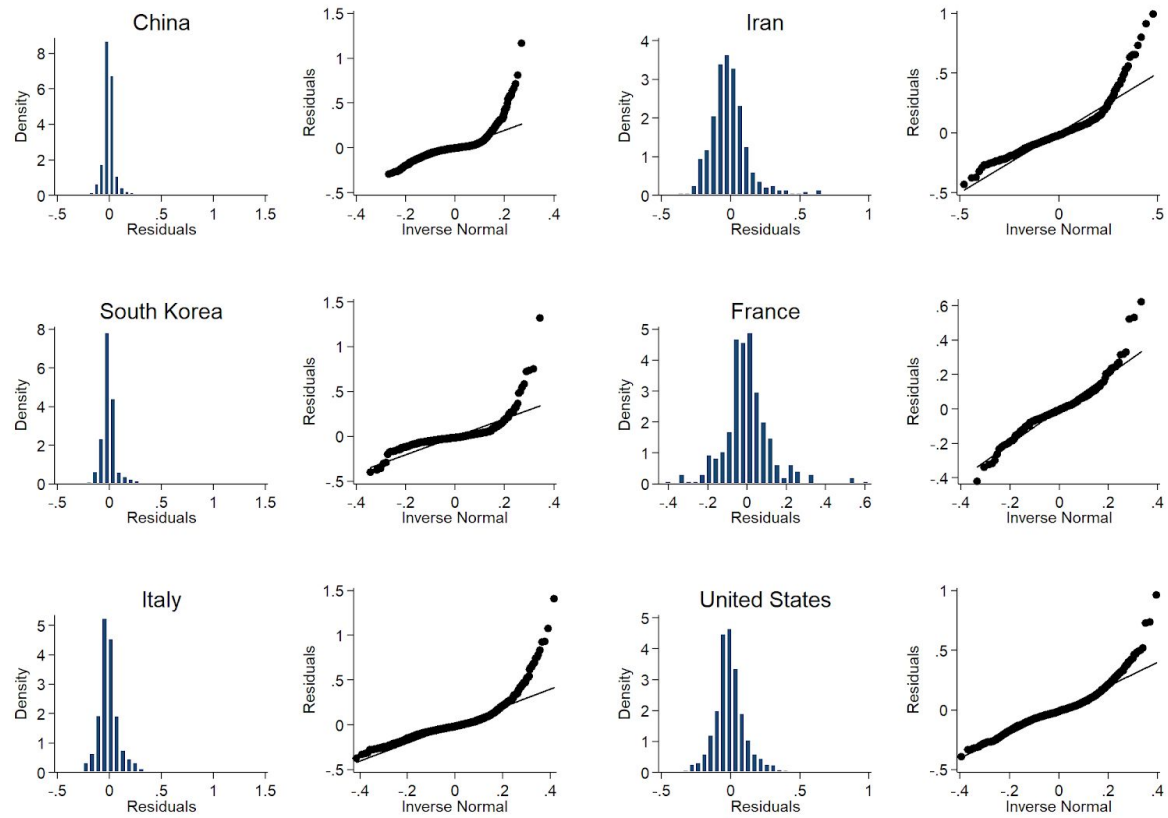 China
Density
8
6
4
2
0
-.5 0 .5 1 1.5
Residuals
Residuals
1.5
1
.5
0
-.5
-.4 -.2 0 .2 .4
Inverse Normal
Iran
Density
4
3
2
1
0
-.5 0 .5 1
Residuals
Residuals
1
.5
0
-.5
-.5 0 .5
Inverse Normal
South Korea
Density
8
6
4
2
0
-.5 0 .5 1 1.5
Residuals
Residuals
1.5
1
.5
0
-.5
-.4 -.2 0 .2 .4
Inverse Normal
France
Density
5
4
3
2
1
0
-.4 -.2 0 .2 .4 .6
Residuals
Residuals
.6
.4
.2
0
-.2
-.4
-.4 -.2 0 .2 .4
Inverse Normal
Italy
Density
5
4
3
2
1
0
-.5 0 .5 1 1.5
Residuals
Residuals
1.5
1
.5
0
-.5
-.4 -.2 0 .2 .4
Inverse Normal
United States
Density
5
4
3
2
1
0
-.5 0 .5 1
Residuals
Residuals
1
.5
0
-.5
-.4 -.2 0 .2 .4
Inverse Normal